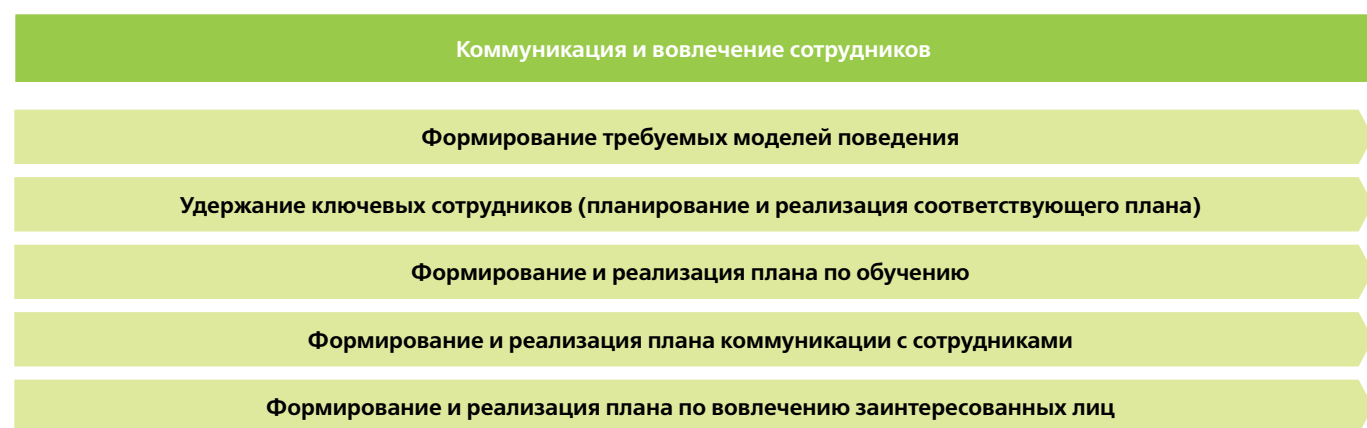 Коммуникация и вовлечение сотрудников
Формирование требуемых моделей поведения
Удержание ключевых сотрудников (планирование и реализация соответствующего плана)
Формирование и реализация плана по обучению
Формирование и реализация плана коммуникации с сотрудниками
Формирование и реализация плана по вовлечению заинтересованных лиц